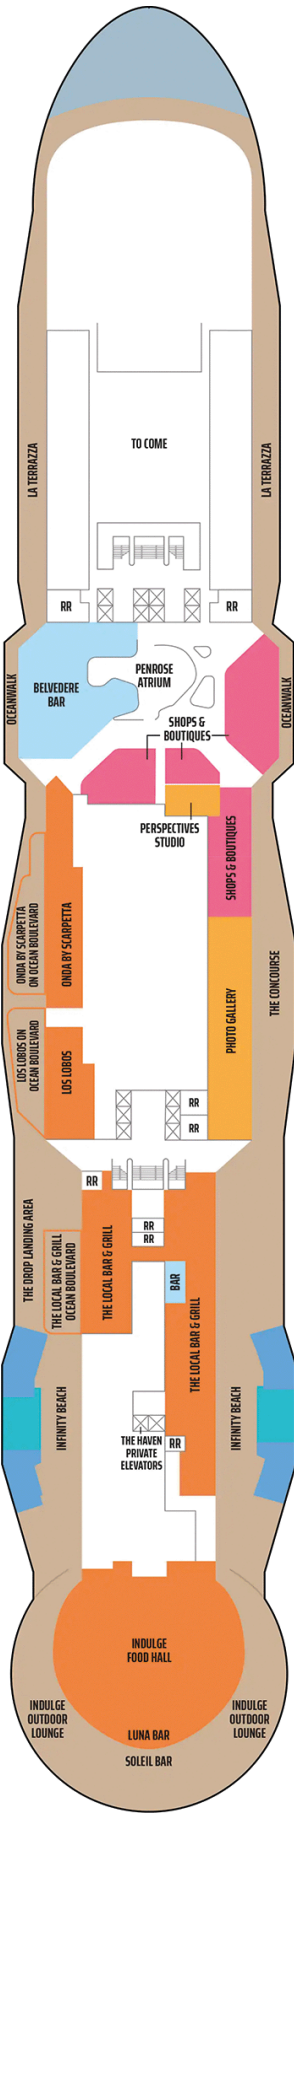 LA TERRAZZA
TO COME
LA TERRAZZA
RR
RR
OCEANWALK
BELVEDERE
BAR
PENROSE
ATRIUM
OCEANWALK
SHOPS &
BOUTIQUES
PERSPECTIVES
STUDIO
SHOPS & BOUTIQUES
ONDA BY SCARPETTA
ON OCEAN BOULEVARD
ONDA BY SCARPETTA
PHOTO GALLERY
THE CONCOURSE
LOS LOBOS ON
OCEAN BOULEVARD
LOS LOBOS
RR
RR
RR
THE DROP LANDING AREA
THE LOCAL BAR & GRILL
OCEAN BOULEVARD
THE LOCAL BAR & GRILL
RR
RR
BAR
THE LOCAL BAR & GRILL
INFINITY BEACH
INFINITY BEACH
THE HAVEN
PRIVATE
ELEVATORS
RR
INDULGE
FOOD HALL
INDULGE
OUTDOOR
LOUNGE
INDULGE
OUTDOOR
LOUNGE
LUNA BAR
SOLEIL BAR